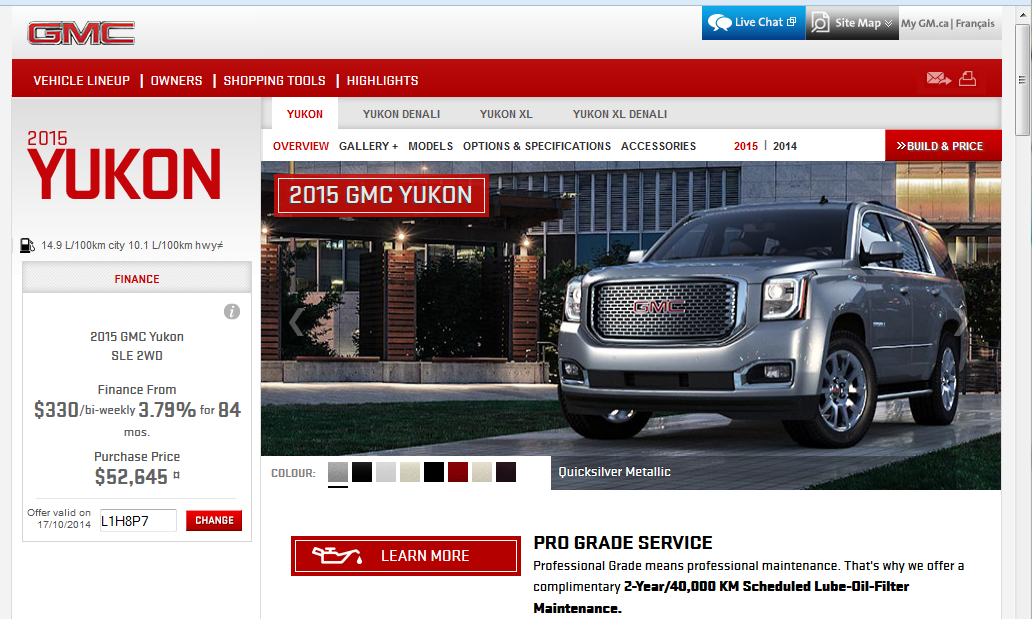 GMC
Live Chat
Site Map
My GM.ca | Français
VEHICLE LINEUP | OWNERS | SHOPPING TOOLS | HIGHLIGHTS
YUKON YUKON DENALI YUKON XL YUKON XL DENALI
OVERVIEW GALLERY + MODELS OPTIONS & SPECIFICATIONS ACCESSORIES 2015 | 2014
BUILD & PRICE
2015
YUKON
14.9 L/100km city 10.1 L/100km hwy≠
FINANCE
2015 GMC Yukon
SLE 2WD
Finance From
$330/bi-weekly 3.79% for 84
mos.
Purchase Price
$52,645 ¤
Offer valid on
17/10/2014
L1H8P7
CHANGE
2015 GMC YUKON
GMC
COLOUR:
Quicksilver Metallic
LEARN MORE
PRO GRADE SERVICE
Professional Grade means professional maintenance. That's why we offer a
complimentary 2-Year/40,000 KM Scheduled Lube-Oil-Filter
Maintenance.